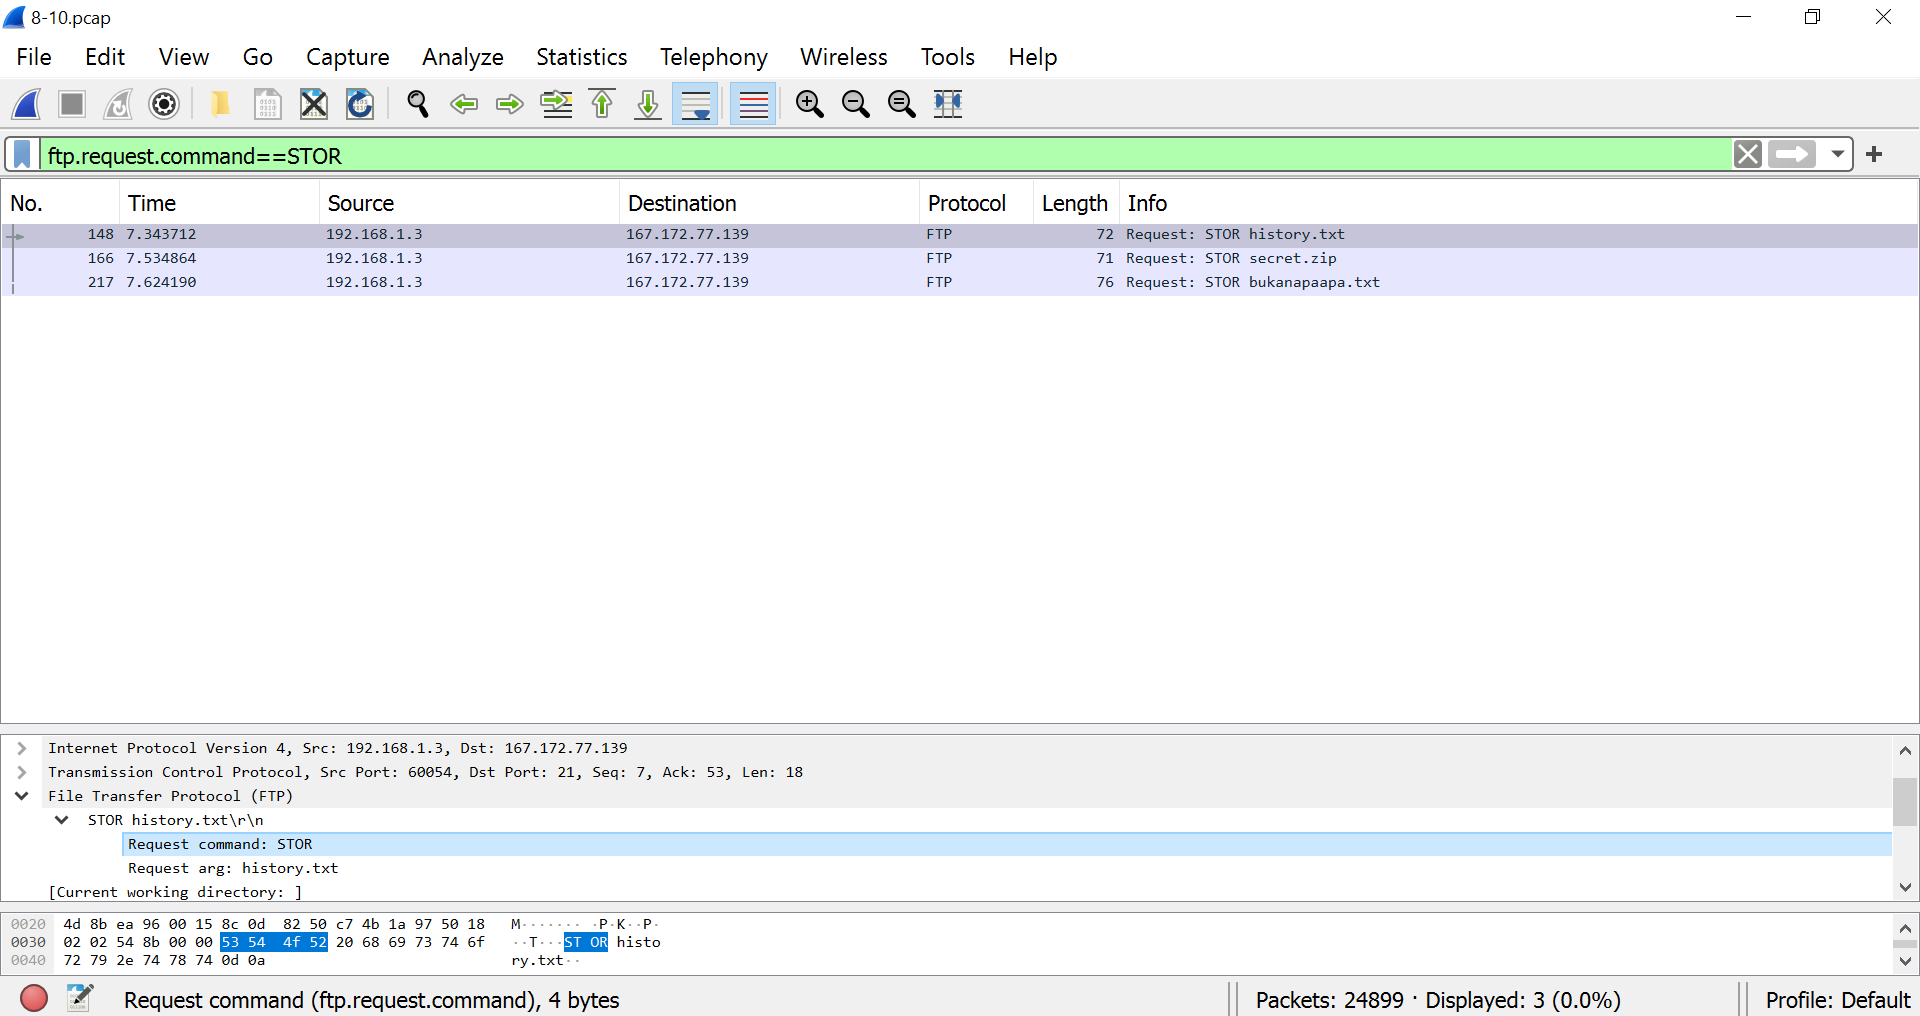 8-10.pcap
File Edit View Go Capture Analyze Statistics Telephony Wireless Tools Help
ftp.request.command==STOR
No. Time Source Destination Protocol Length Info
148 7.343712 192.168.1.3 167.172.77.139 FTP 72 Request: STOR history.txt
166 7.534864 192.168.1.3 167.172.77.139 FTP 71 Request: STOR secret.zip
217 7.624190 192.168.1.3 167.172.77.139 FTP 76 Request: STOR bukanapaapa.txt
Internet Protocol Version 4, Src: 192.168.1.3, Dst: 167.172.77.139
Transmission Control Protocol, Src Port: 60054, Dst Port: 21, Seq: 7, Ack: 53, Len: 18
File Transfer Protocol (FTP)
STOR history.txt\r\n
Request command: STOR
Request arg: history.txt
[Current working directory: ]
0020 4d 8b ea 96 00 15 8c 0d 82 50 c7 4b 1a 97 50 18 M······· ·P·K··P·
0030 02 02 54 8b 00 00 53 54 4f 52 20 68 69 73 74 6f ··T···ST OR histo
0040 72 79 2e 74 78 74 0d 0a ry.txt··
Request command (ftp.request.command), 4 bytes
Packets: 24899 · Displayed: 3 (0.0%)
Profile: Default